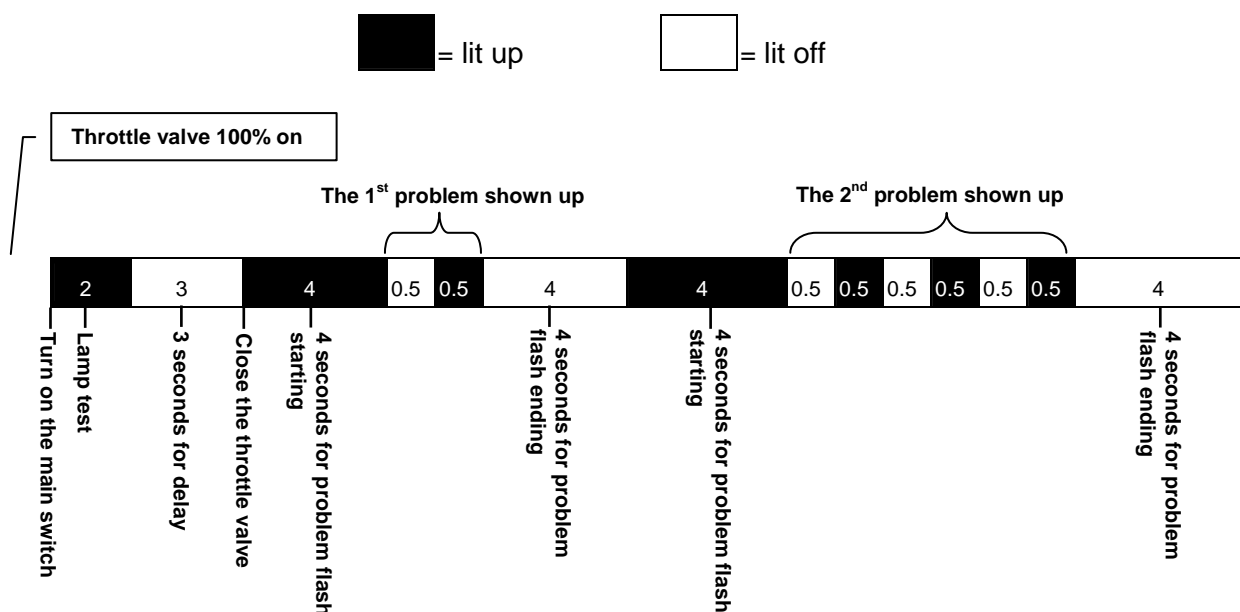 = lit up
= lit off
Throttle valve 100% on
The 1st problem shown up
The 2nd problem shown up
2
3
4
0.5
0.5
4
4
0.5
0.5
0.5
0.5
0.5
0.5
4
Turn on the main switch
Lamp test
3 seconds for delay
Close the throttle valve
4 seconds for problem flash
starting
4 seconds for problem
flash ending
4 seconds for problem flash
starting
4 seconds for problem
flash ending